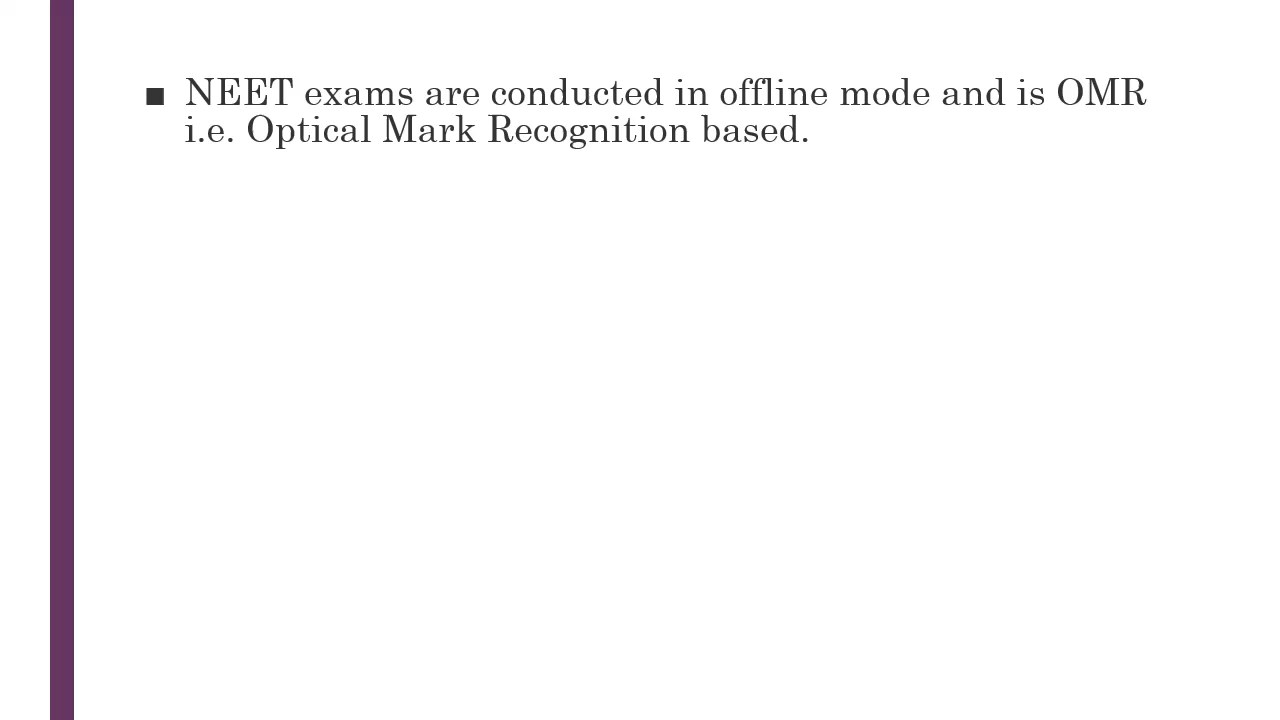 ■ NEET exams are conducted in offline mode and is OMR
i.e. Optical Mark Recognition based.